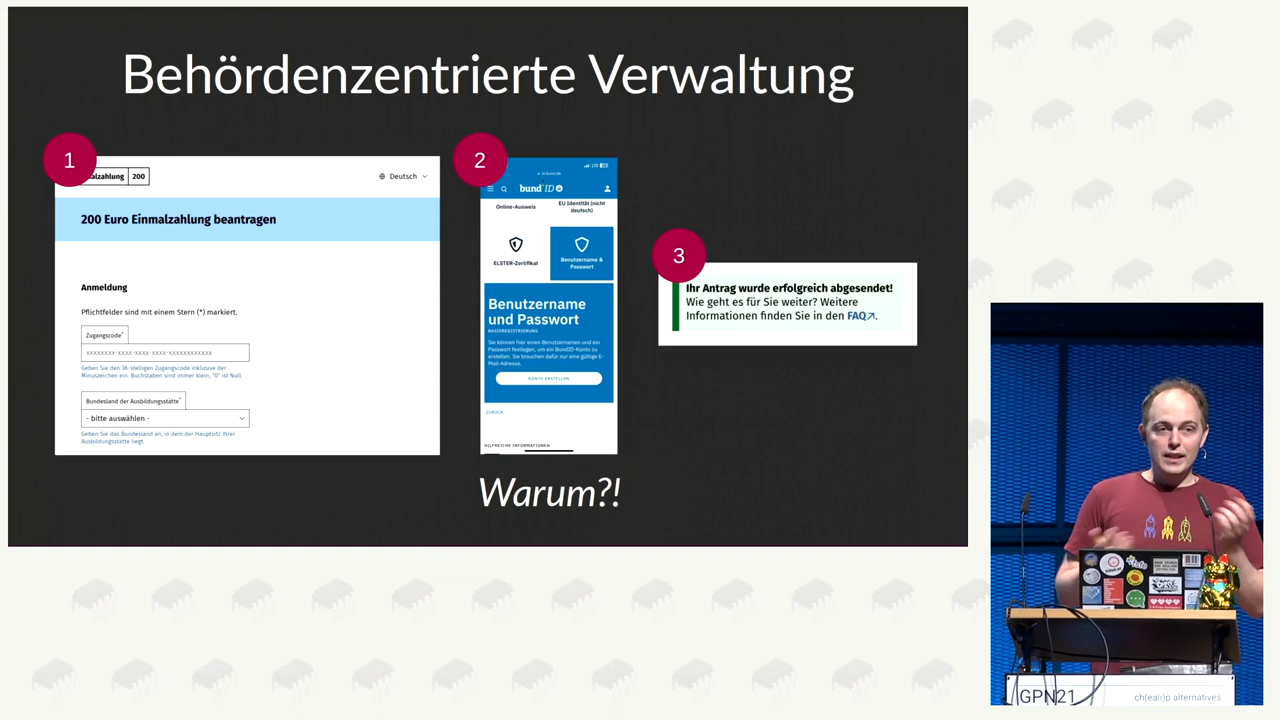 Behördenzentrierte Verwaltung
1
malzahlung 200
Deutsch
200 Euro Einmalzahlung beantragen
Anmeldung
Pflichtfelder sind mit einem Stern (*) markiert.
Zugangscode*
xxxxxxxx-xxxx-xxxx-xxxx-xxxxxxxxxxxx
Geben Sie den 36-stelligen Zugangscode inklusive der
Minuszeichen ein. Buchstaben sind immer klein, "0" ist Null.
Bundesland der Ausbildungsstätte*
- bitte auswählen -
Geben Sie das Bundesland an, in dem der Hauptsitz Ihrer
Ausbildungsstätte liegt.
2
LTE
id.bund.de
bundID
Online-Ausweis
EU Identität (nicht
deutsch)
ELSTER-Zertifikat
Benutzername &
Passwort
Benutzername
und Passwort
BASISREGISTRIERUNG
Sie können hier einen Benutzernamen und ein
Passwort festlegen, um ein BundID-Konto zu
erstellen. Sie brauchen dafür nur eine gültige E-
Mail-Adresse.
KONTO ERSTELLEN
ZURÜCK
HILFREICHE INFORMATIONEN
3
Ihr Antrag wurde erfolgreich abgesendet!
Wie geht es für Sie weiter? Weitere
Informationen finden Sie in den FAQ↗.
Warum?!
GPN21
ch(ea)i)p alternatives